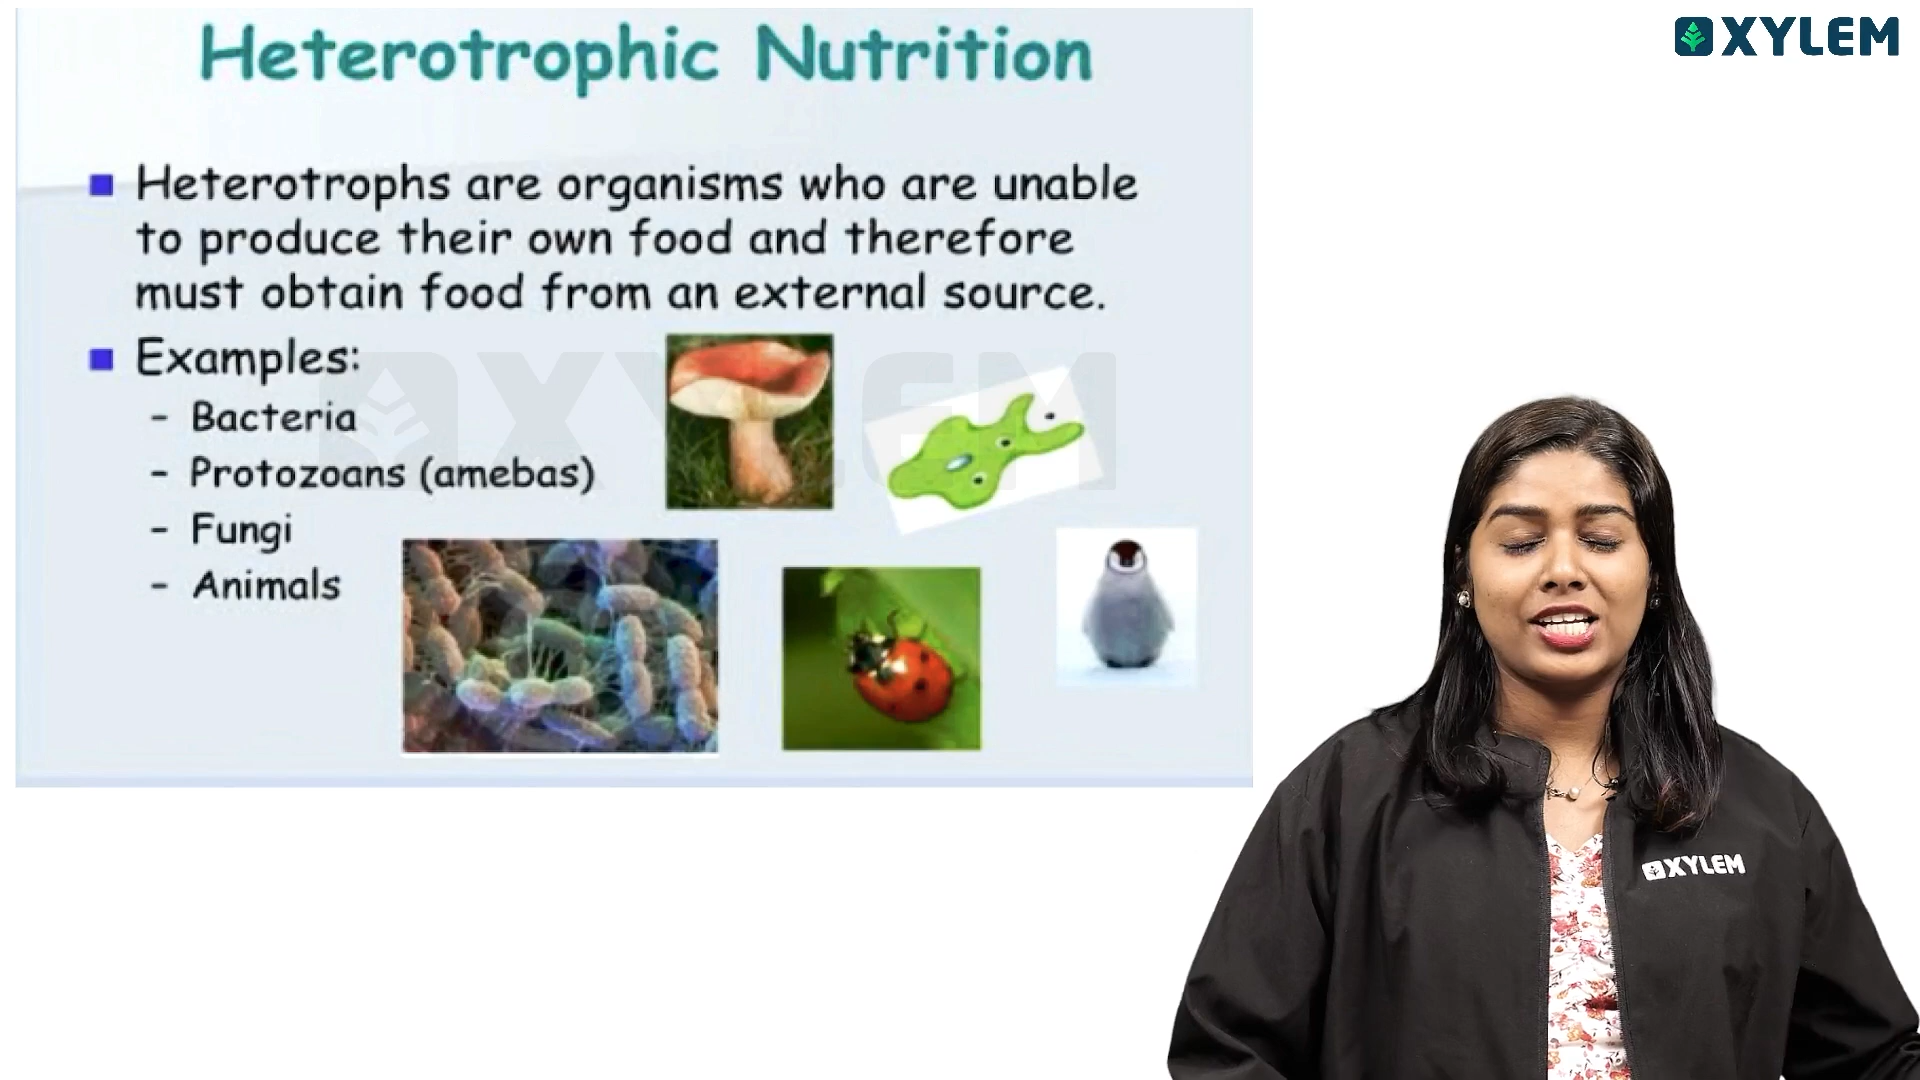 Heterotrophic Nutrition
XYLEM
Heterotrophs are organisms who are unable
to produce their own food and therefore
must obtain food from an external source.
Examples:
- Bacteria
- Protozoans (amebas)
- Fungi
- Animals
XYLEM
XYLEM